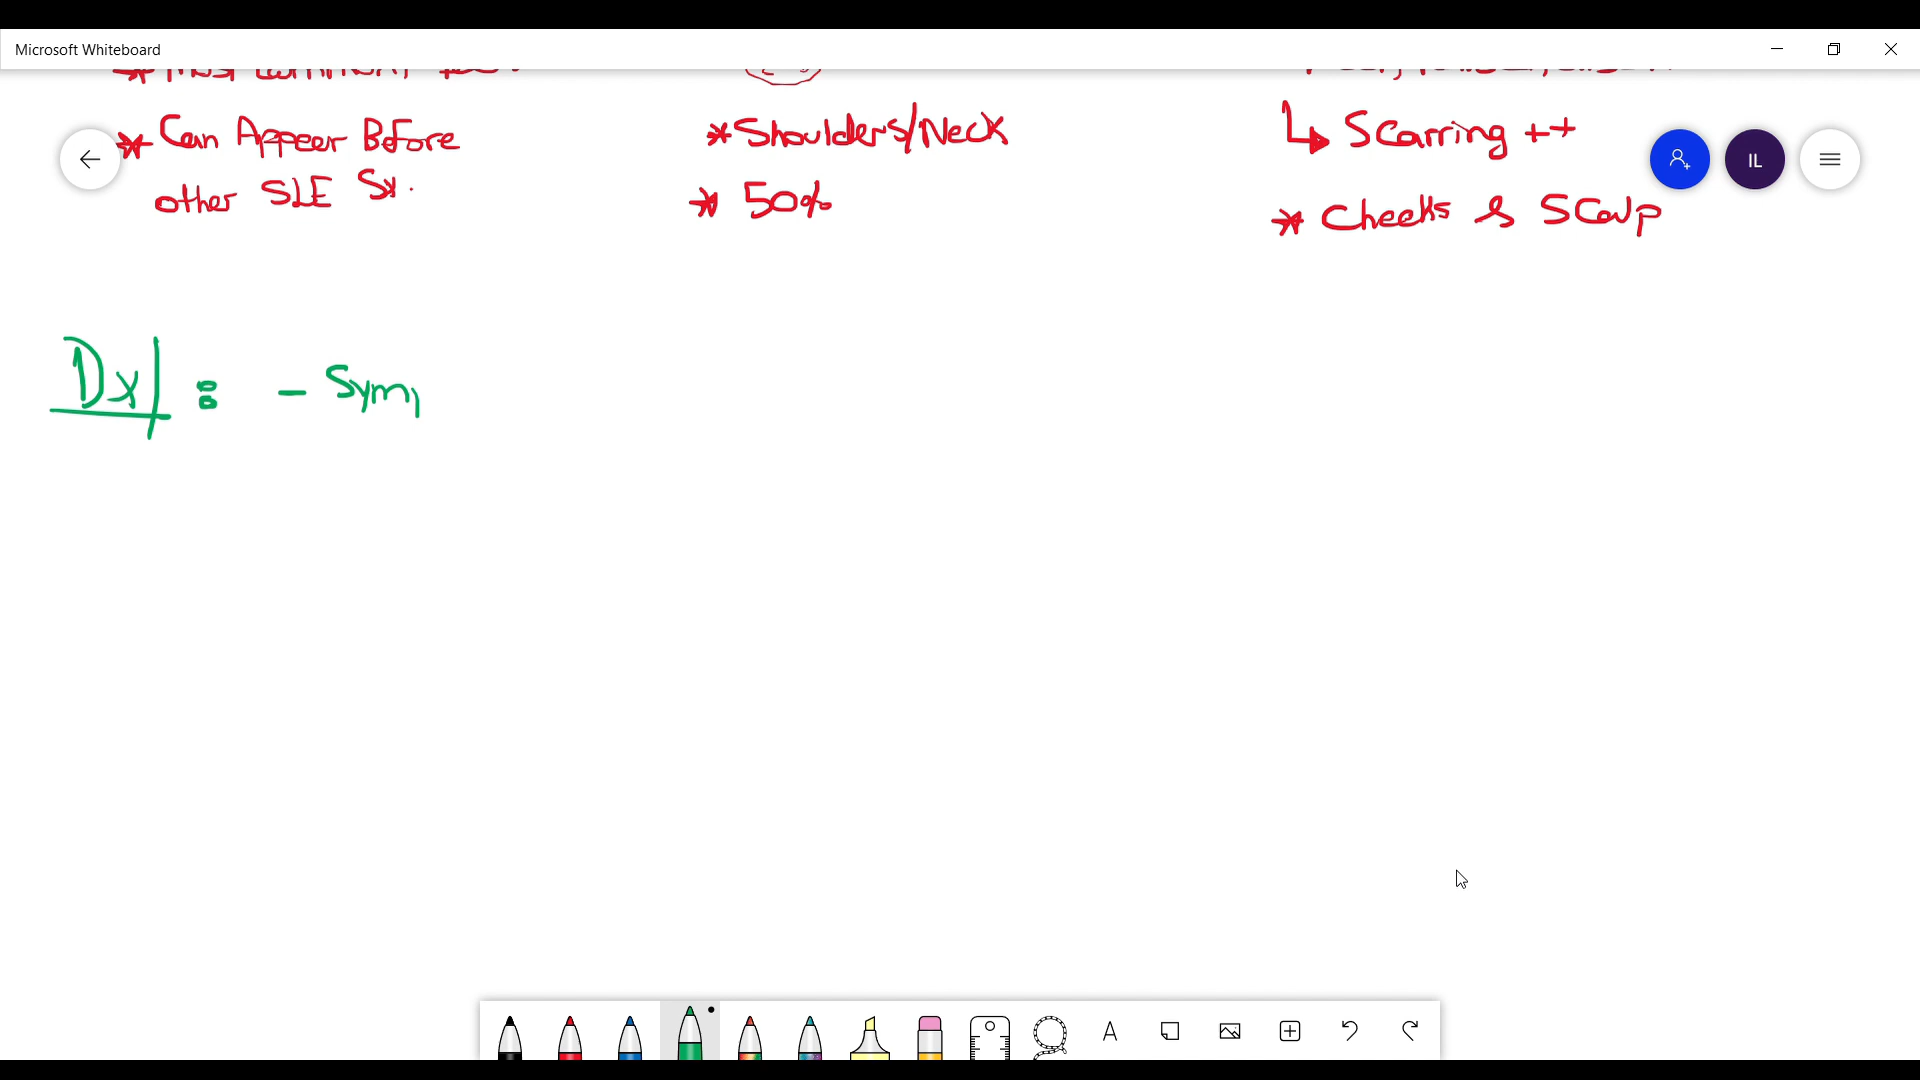 Microsoft Whiteboard
* Can Appear Before
other SLE Sx.
* Shoulders/Neck
* 50%
↳ Scarring ++
* Cheeks & Scalp
IL
Dx : - Sym
A